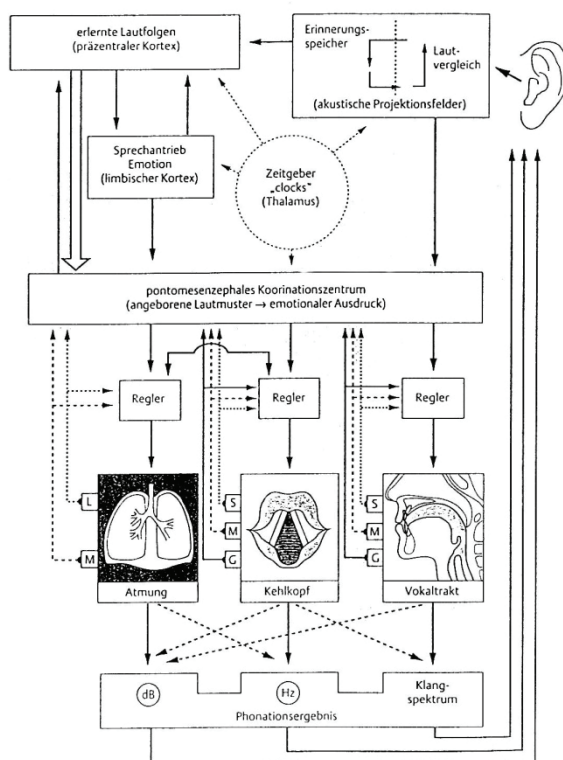 erlernte Lautfolgen
(präzentraler Kortex)
Erinnerungs-
speicher
Laut-
vergleich
(akustische Projektionsfelder)
Sprechantrieb
Emotion
(limbischer Kortex)
Zeitgeber
„clocks“
(Thalamus)
pontomesenzephales Koorinationszentrum
(angeborene Lautmuster → emotionaler Ausdruck)
Regler
Regler
Regler
L
M
S
M
G
S
M
G
Atmung
Kehlkopf
Vokaltrakt
dB
Hz
Klang-
spektrum
Phonationsergebnis